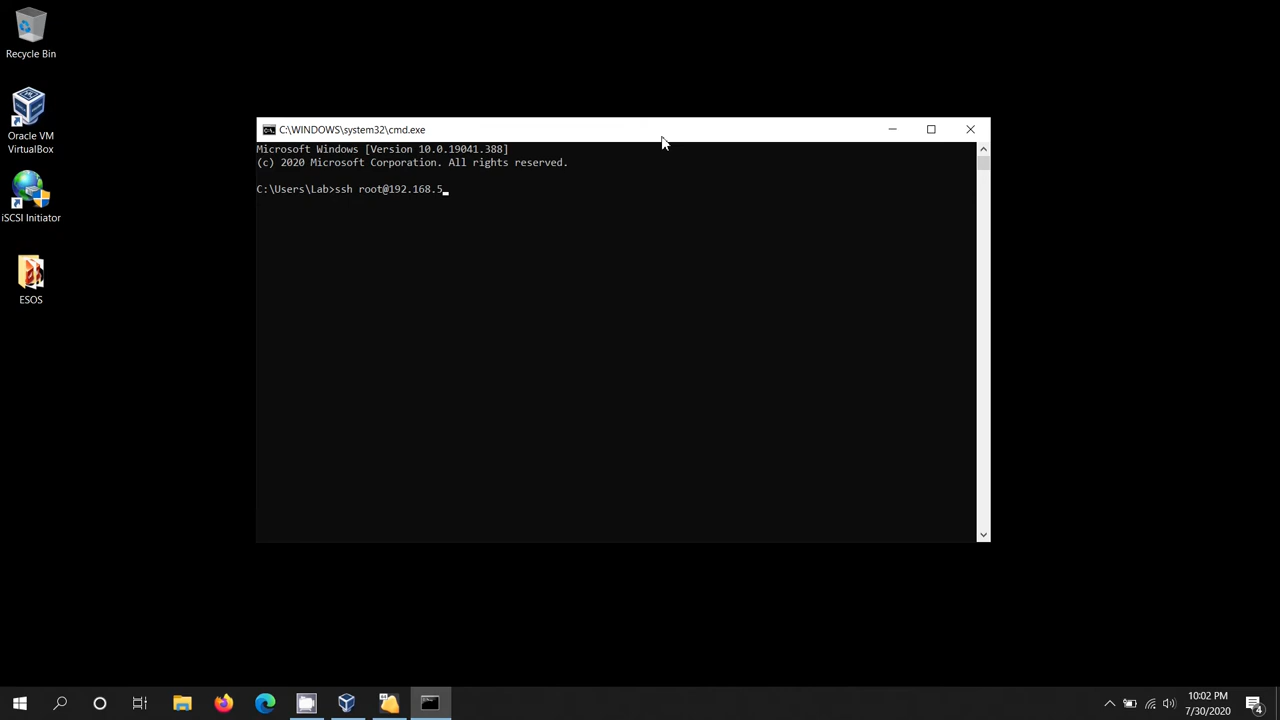 Recycle Bin
Oracle VM
VirtualBox
iSCSI Initiator
ESOS
C:\WINDOWS\system32\cmd.exe
Microsoft Windows [Version 10.0.19041.388]
(c) 2020 Microsoft Corporation. All rights reserved.
C:\Users\Lab>ssh root@192.168.5
10:02 PM
7/30/2020
4